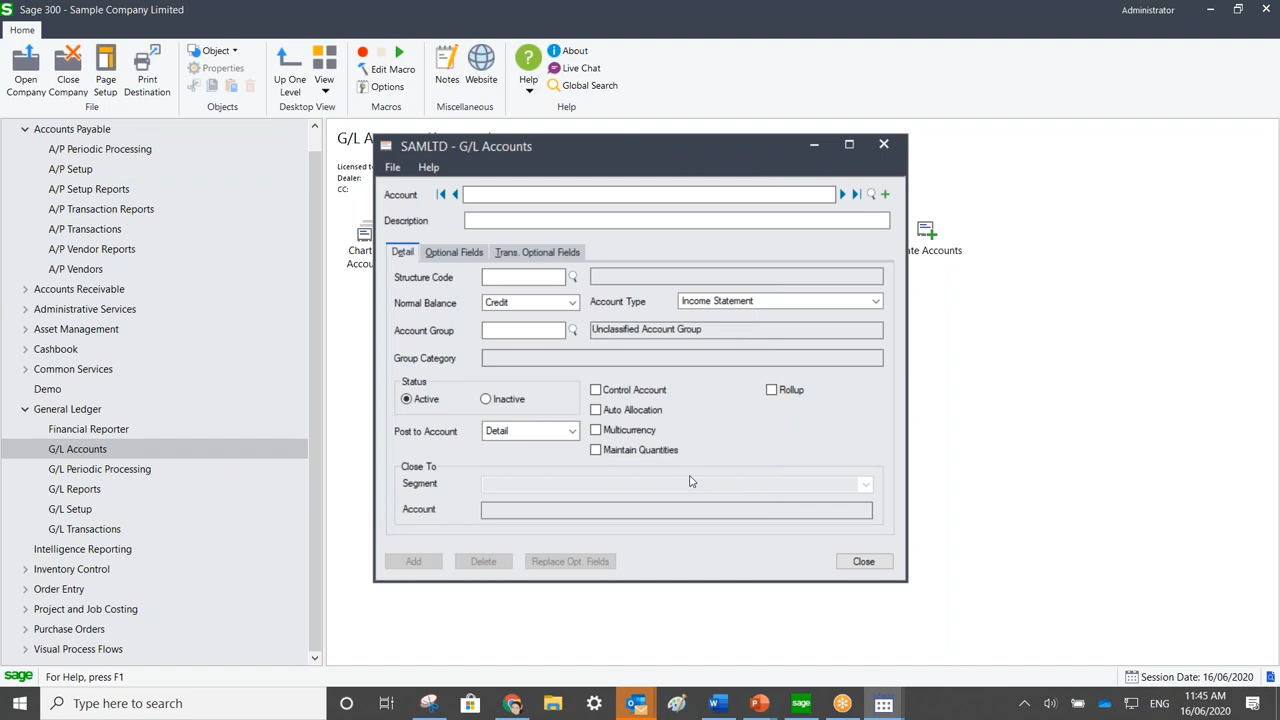 Sage 300 - Sample Company Limited
Administrator
Home
Open Company
Close Company
Page Setup
Print Destination
File
Object
Properties
Objects
Up One Level
View
Desktop View
Edit Macro
Options
Macros
Notes
Website
Miscellaneous
Help
About
Live Chat
Global Search
Help
Accounts Payable
A/P Periodic Processing
A/P Setup
A/P Setup Reports
A/P Transaction Reports
A/P Transactions
A/P Vendor Reports
A/P Vendors
Accounts Receivable
Administrative Services
Asset Management
Cashbook
Common Services
Demo
General Ledger
Financial Reporter
G/L Accounts
G/L Periodic Processing
G/L Reports
G/L Setup
G/L Transactions
Intelligence Reporting
Inventory Control
Order Entry
Project and Job Costing
Purchase Orders
Visual Process Flows
G/L A
Licensed to
Dealer:
CC:
Chart
Accou
te Accounts
SAMLTD - G/L Accounts
File
Help
Account
Description
Detail
Optional Fields
Trans. Optional Fields
Structure Code
Normal Balance
Credit
Account Type
Income Statement
Account Group
Unclassified Account Group
Group Category
Status
Active
Inactive
Control Account
Rollup
Auto Allocation
Post to Account
Detail
Multicurrency
Maintain Quantities
Close To
Segment
Account
Add
Delete
Replace Opt. Fields
Close
sage
For Help, press F1
Session Date: 16/06/2020
Type here to search
sage
ENG
11:45 AM
16/06/2020